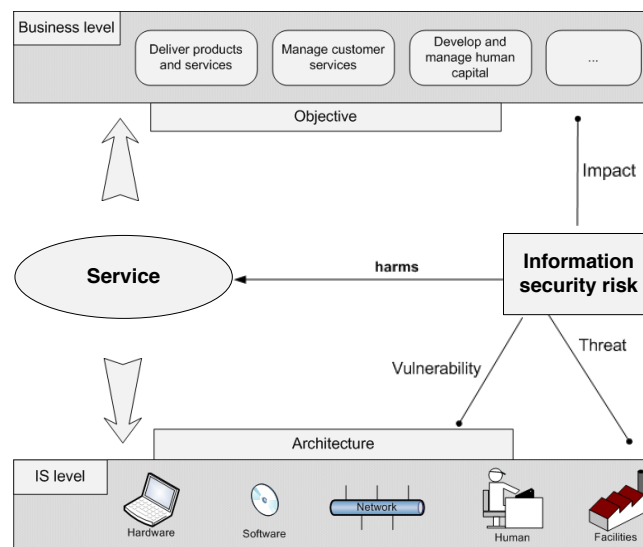 Business level
Deliver products
and services
Manage customer
services
Develop and
manage human
capital
...
Objective
Impact
Service
harms
Information
security risk
Vulnerability
Threat
Architecture
IS level
Hardware
Software
Network
Human
Facilities